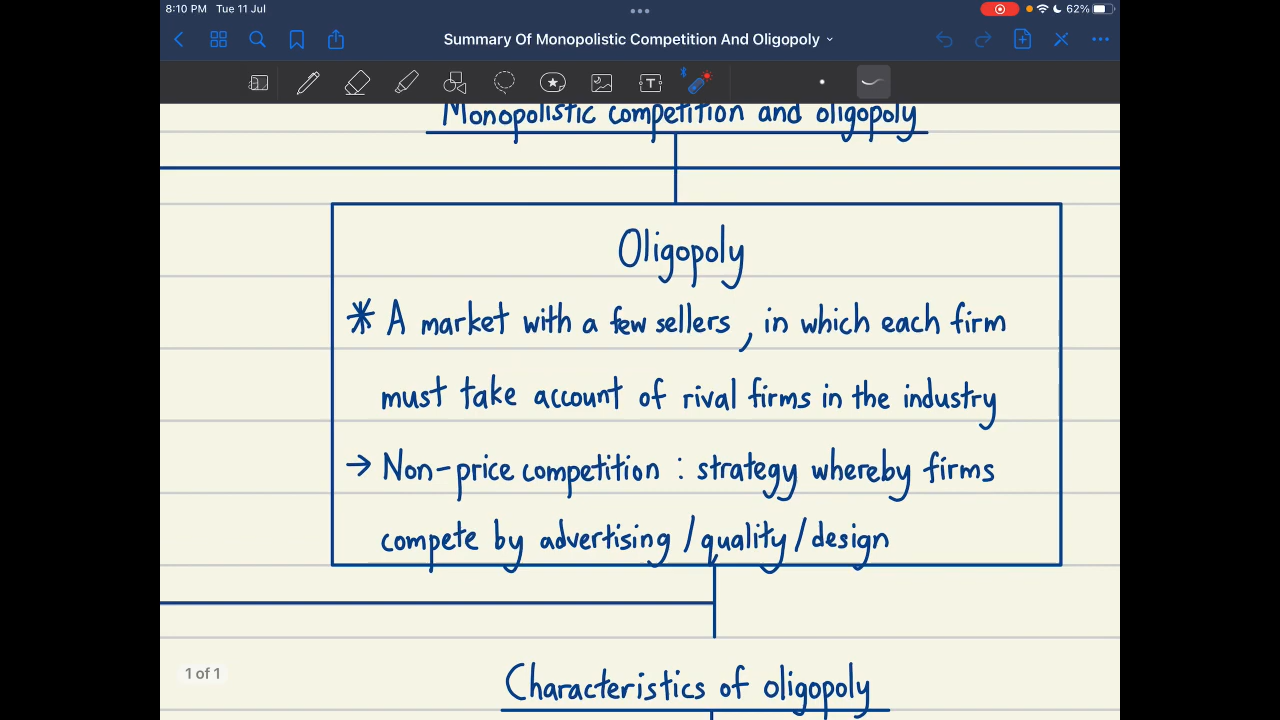 8:10 PM Tue 11 Jul
62%
Summary Of Monopolistic Competition And Oligopoly
T
Monopolistic competition and oligopoly
Oligopoly
* A market with a few sellers, in which each firm
must take account of rival firms in the industry
→ Non-price competition : strategy whereby firms
compete by advertising /quality/design
1 of 1
Characteristics of oligopoly